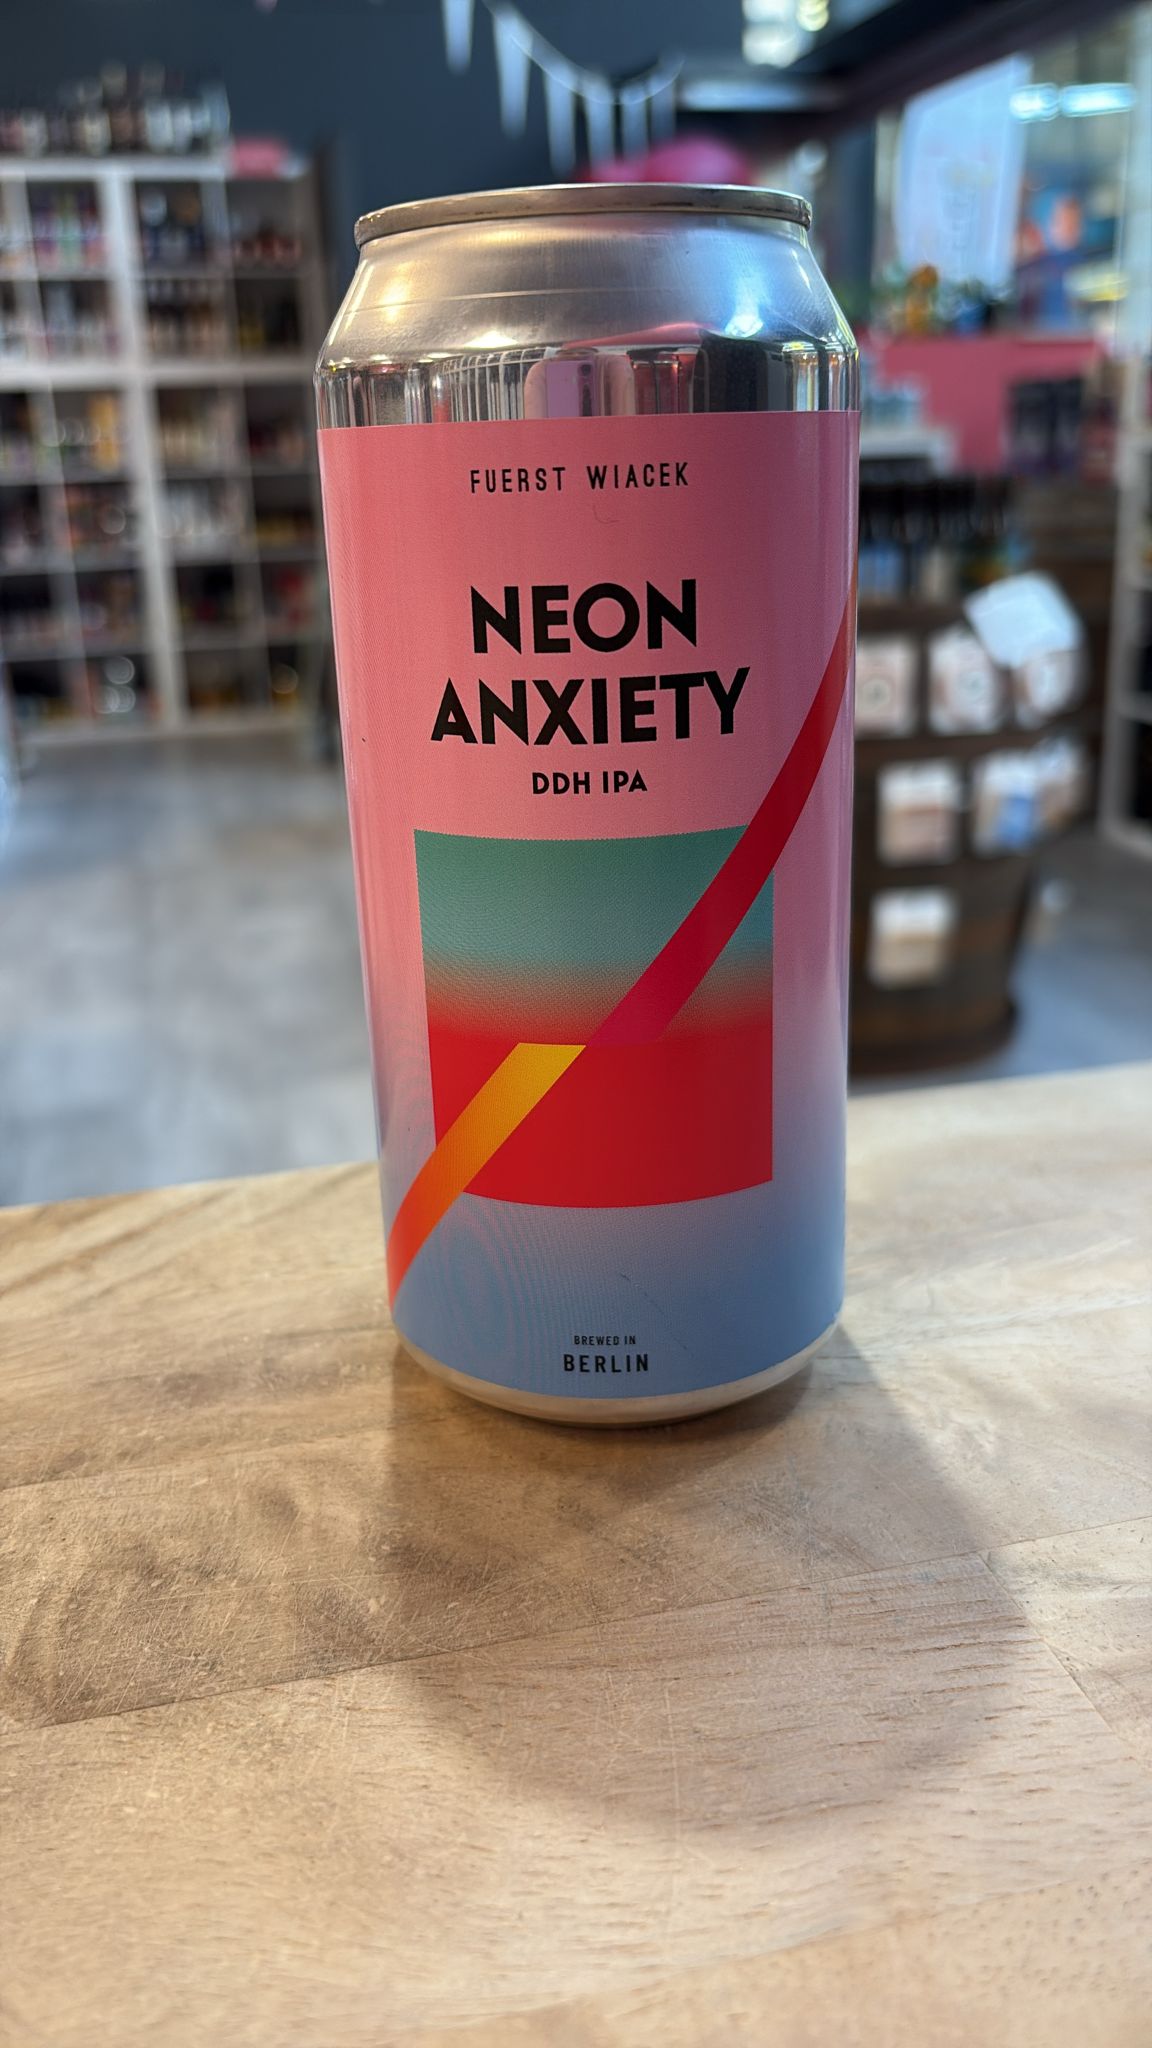 FUERST WIACEK
NEON
ANXIETY
DDH IPA
BREWED IN
BERLIN